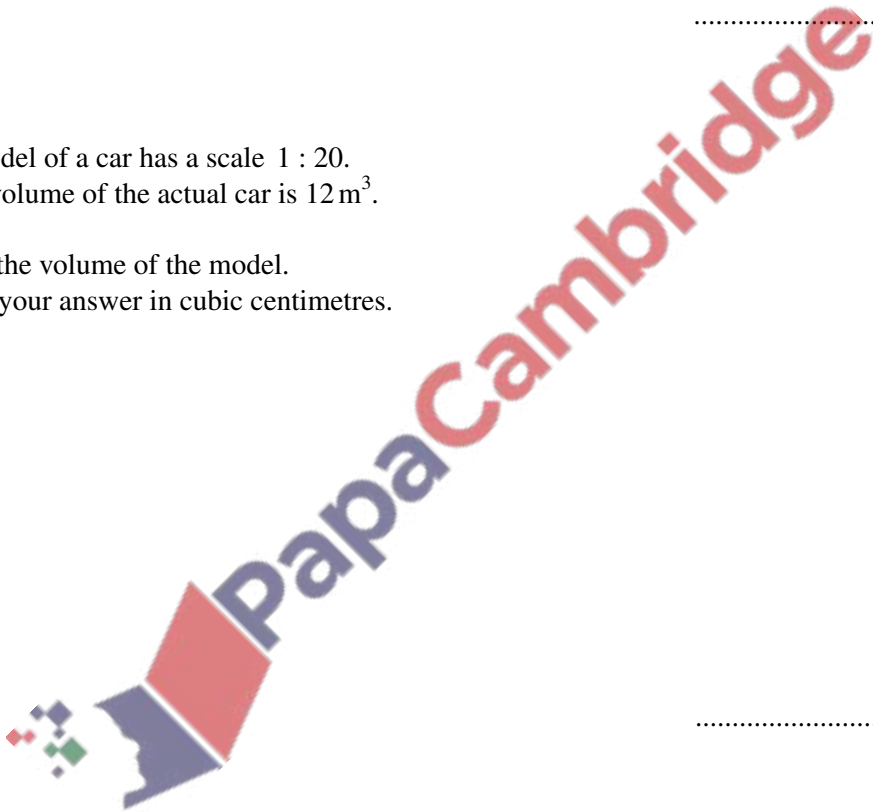 ................................
del of a car has a scale 1 : 20.
volume of the actual car is 12 m³.
the volume of the model.
your answer in cubic centimetres.
PapaCambridge
................................